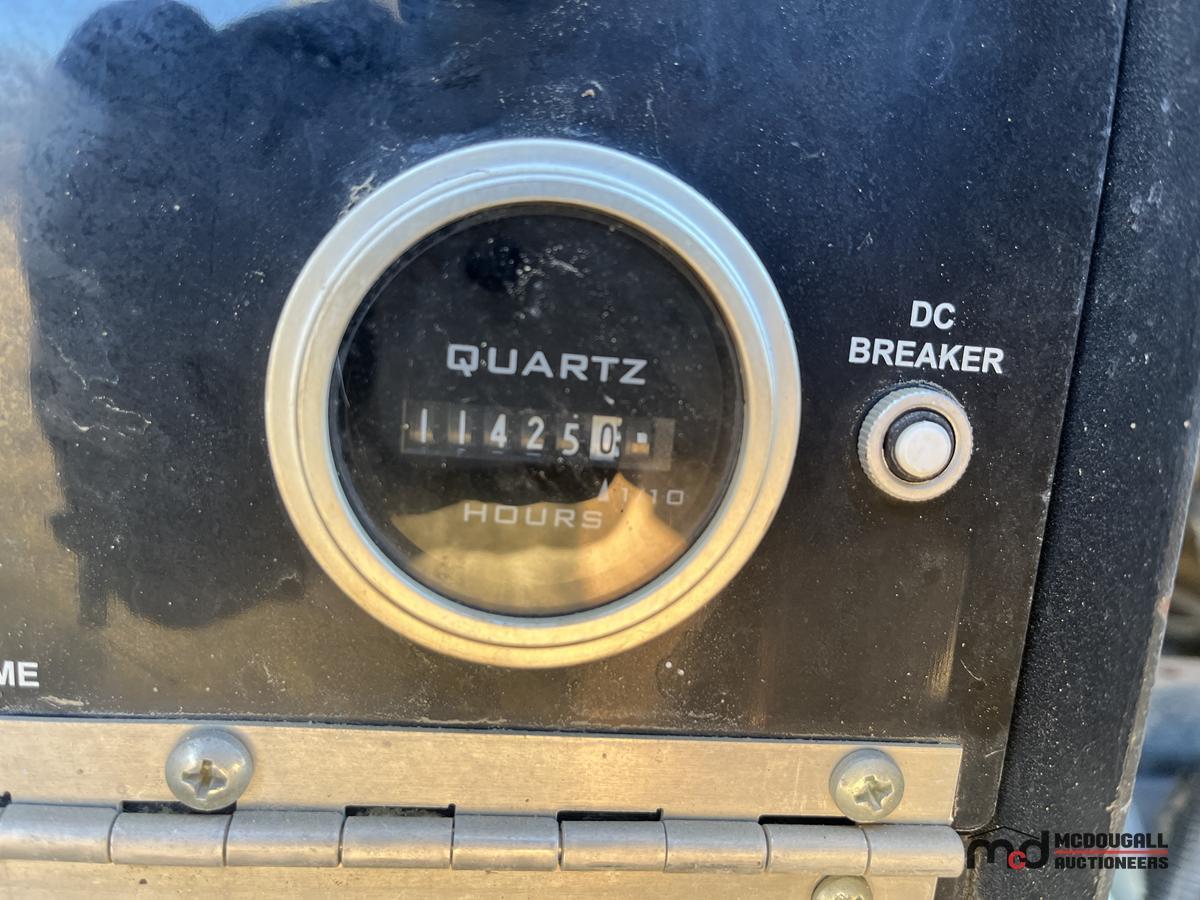 QUARTZ
114250
1/10
HOURS
DC
BREAKER
ME
mcd MCDOUGALL
AUCTIONEERS